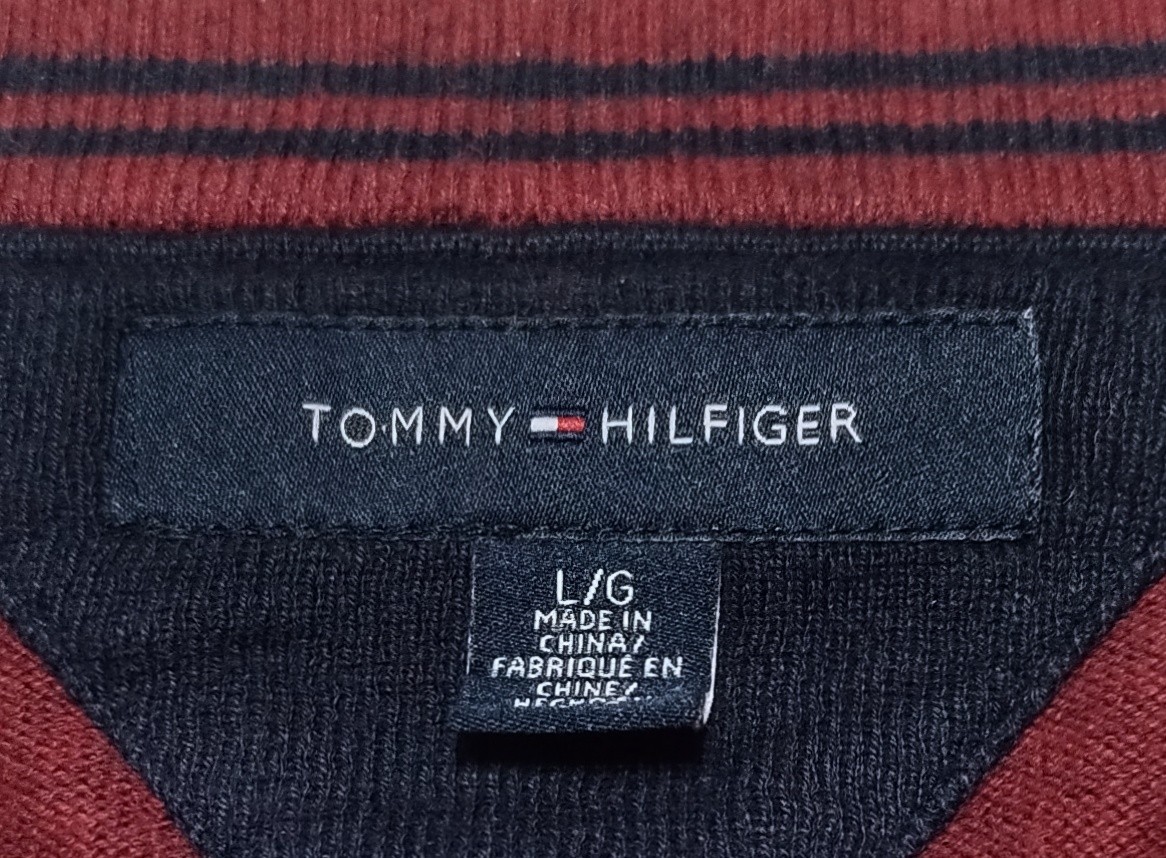 TOMMY HILFIGER
L/G
MADE IN
CHINA/
FABRIQUÉ EN
CHINE/